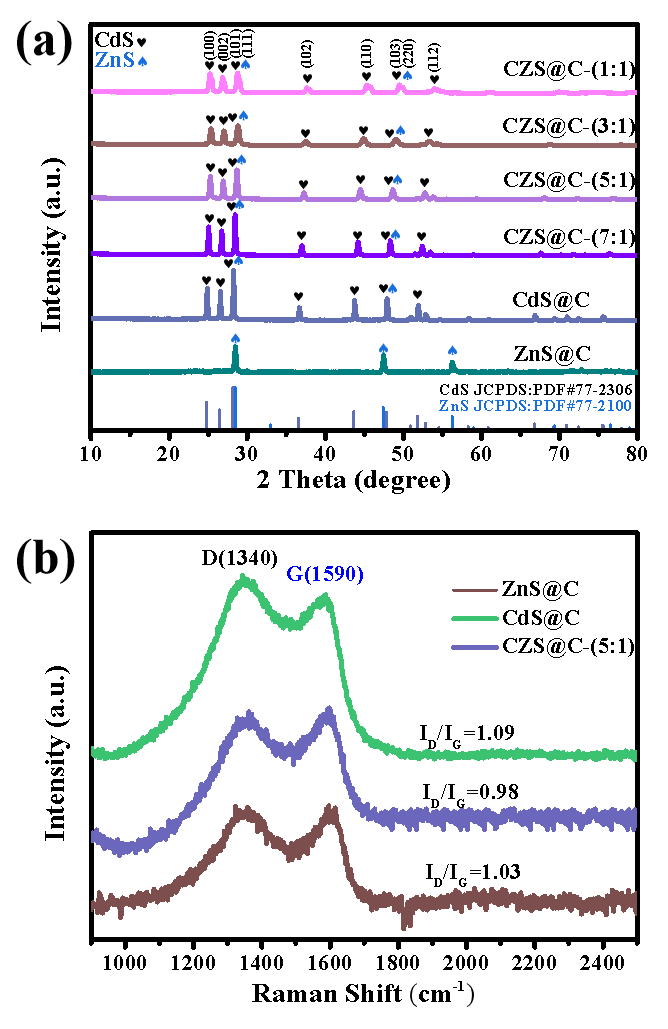 (a)
CdS ♥
ZnS ♠
(100)
(002)
(101)
(111)
(102)
(110)
(103)
(220)
(112)
CZS@C-(1:1)
CZS@C-(3:1)
CZS@C-(5:1)
CZS@C-(7:1)
CdS@C
ZnS@C
CdS JCPDS:PDF#77-2306
ZnS JCPDS:PDF#77-2100
Intensity (a.u.)
10 20 30 40 50 60 70 80
2 Theta (degree)
(b)
D(1340)
G(1590)
ZnS@C
CdS@C
CZS@C-(5:1)
I_D/I_G=1.09
I_D/I_G=0.98
I_D/I_G=1.03
Intensity (a.u.)
1000 1200 1400 1600 1800 2000 2200 2400
Raman Shift (cm⁻¹)